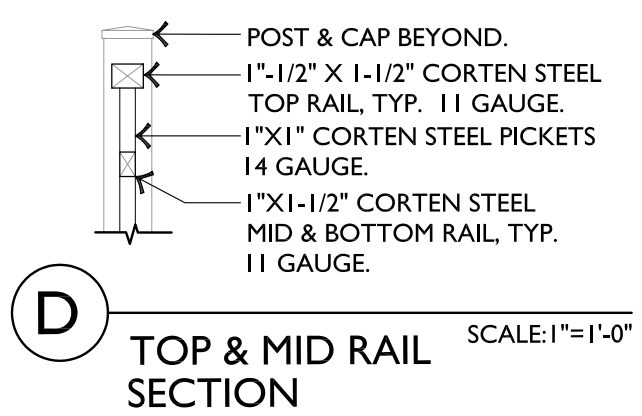 POST & CAP BEYOND.
1"-1/2" X 1-1/2" CORTEN STEEL
TOP RAIL, TYP. 11 GAUGE.
1"X1" CORTEN STEEL PICKETS
14 GAUGE.
1"X1-1/2" CORTEN STEEL
MID & BOTTOM RAIL, TYP.
11 GAUGE.
D
TOP & MID RAIL
SECTION
SCALE:1"=1'-0"